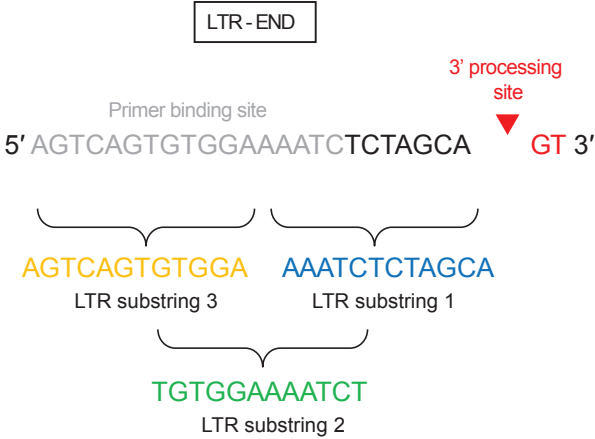 LTR-END
3' processing
site
Primer binding site
5' AGTCAGTGTGGAAAATCTCTAGCA GT 3'
AGTCAGTGTGGA AAATCTCTAGCA
LTR substring 3 LTR substring 1
TGTGGAAAATCT
LTR substring 2